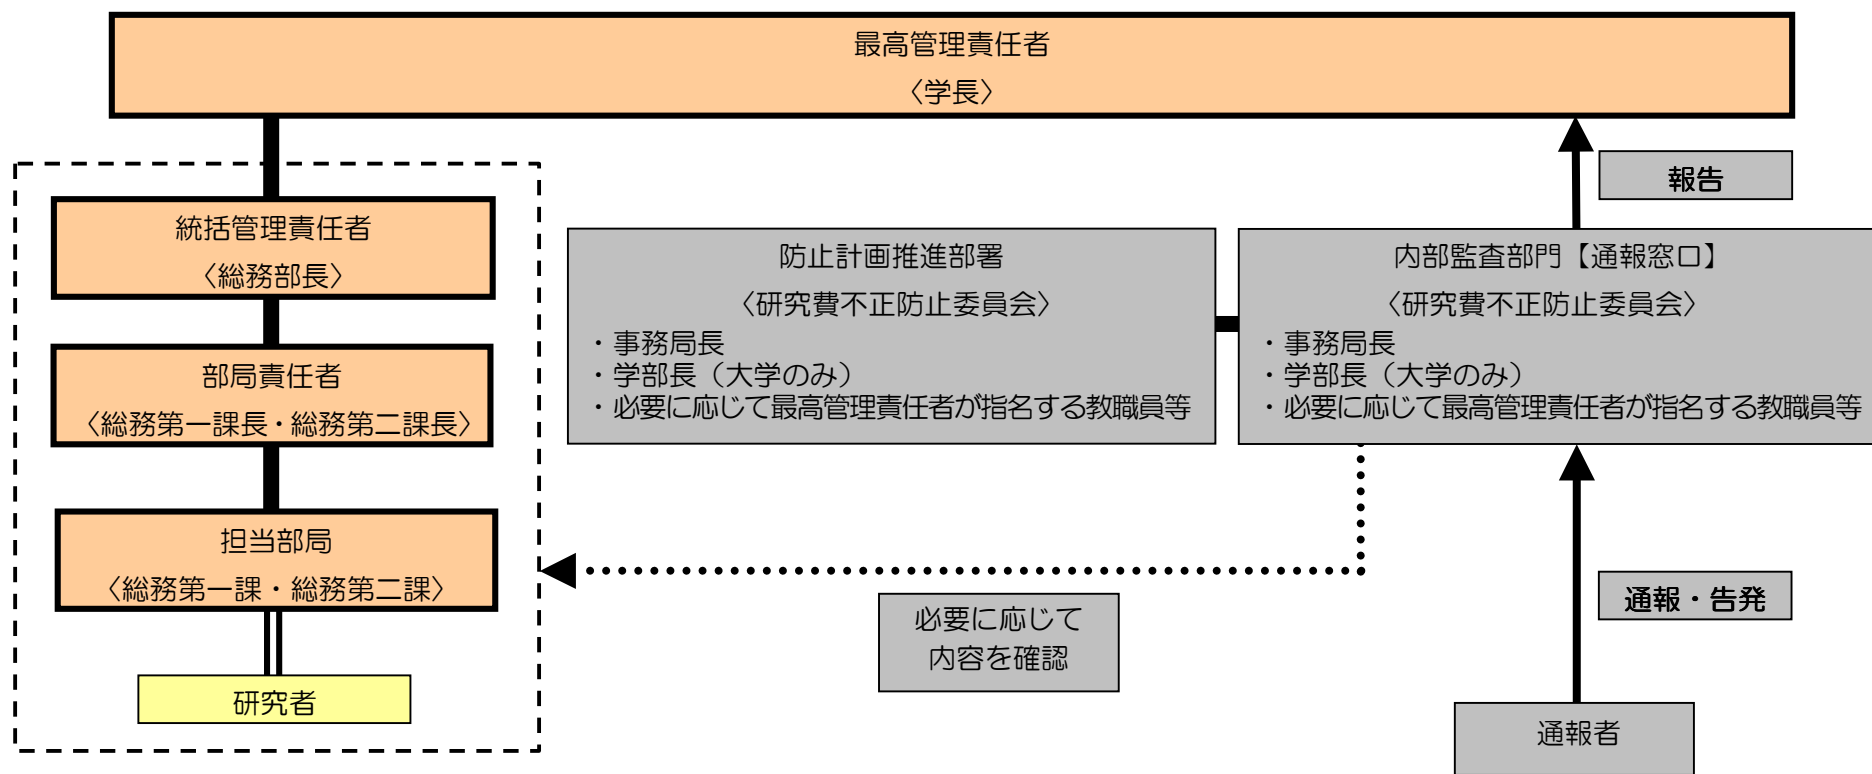 最高管理責任者
〈学長〉
報告
統括管理責任者
〈総務部長〉
部局責任者
〈総務第一課長・総務第二課長〉
担当部局
〈総務第一課・総務第二課〉
研究者
防止計画推進部署
〈研究費不正防止委員会〉
・事務局長
・学部長（大学のみ）
・必要に応じて最高管理責任者が指名する教職員等
内部監査部門【通報窓口】
〈研究費不正防止委員会〉
・事務局長
・学部長（大学のみ）
・必要に応じて最高管理責任者が指名する教職員等
必要に応じて
内容を確認
通報・告発
通報者